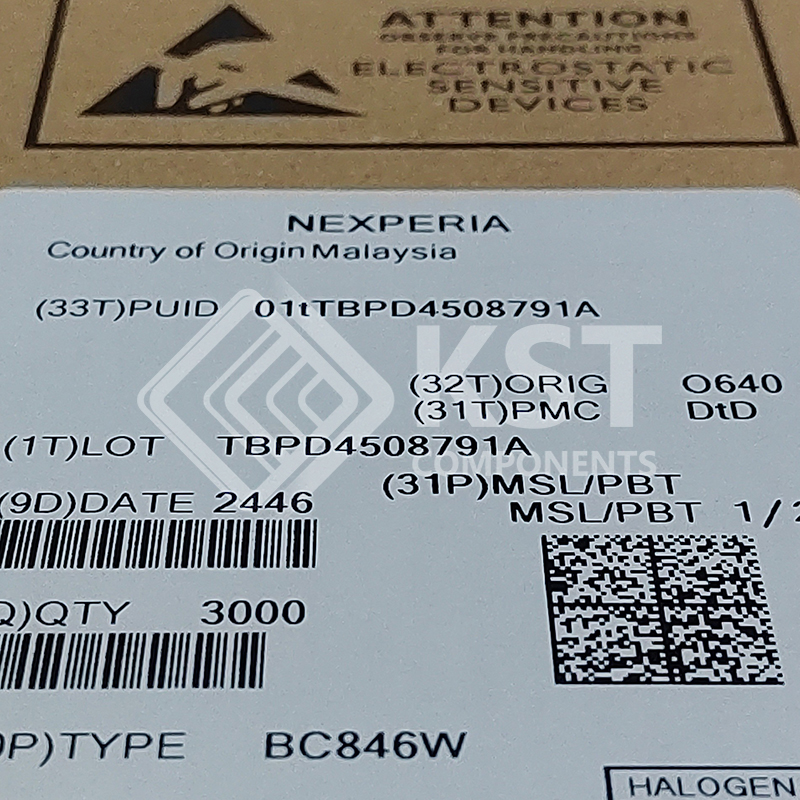 ATTENTION
OBSERVE PRECAUTIONS
FOR HANDLING
ELECTROSTATIC
SENSITIVE
DEVICES
NEXPERIA
Country of Origin Malaysia
(33T)PUID 01tTBPD4508791A
KST
COMPONENTS
(32T)ORIG O640
(31T)PMC DtD
(1T)LOT TBPD4508791A
(31P)MSL/PBT
(9D)DATE 2446
MSL/PBT 1/2
Q)QTY 3000
P)TYPE BC846W
HALOGEN